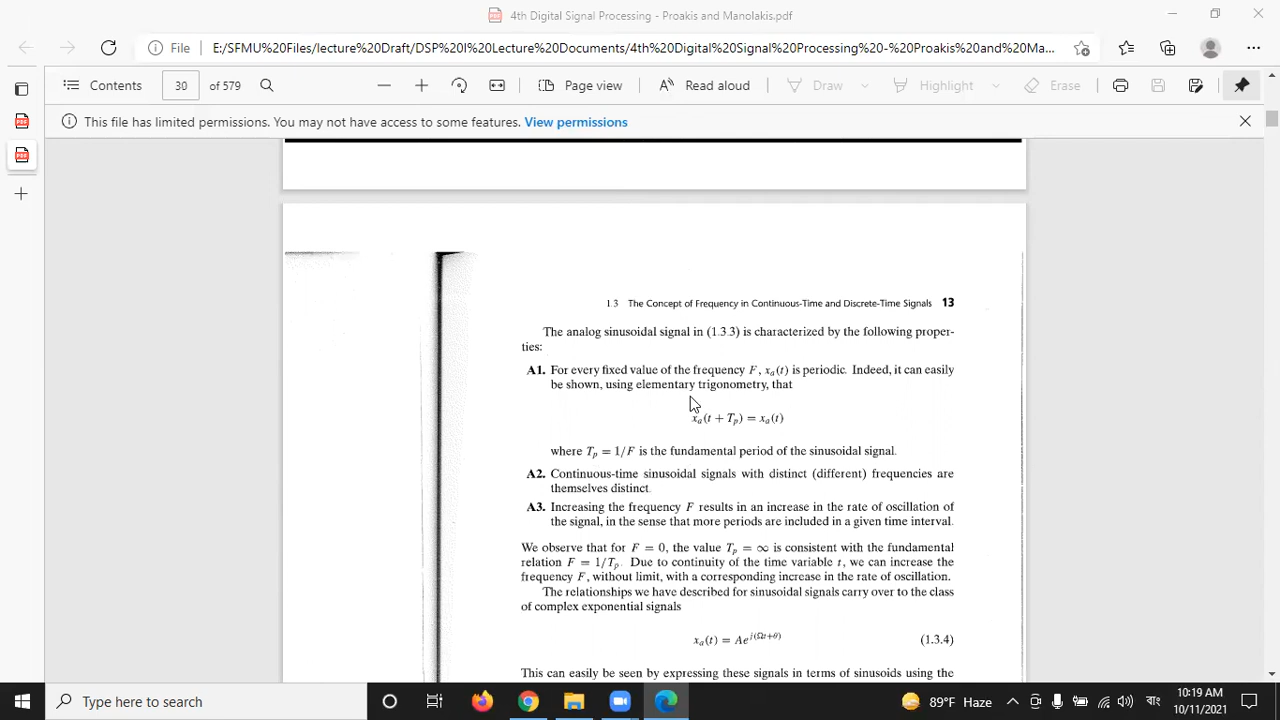 4th Digital Signal Processing - Proakis and Manolakis.pdf
File
E:/SFMU%20Files/lecture%20Draft/DSP%20I%20Lecture%20Documents/4th%20Digital%20Signal%20Processing%20-%20Proakis%20and%20Ma...
Contents
30
of 579
Page view
Read aloud
Draw
Highlight
Erase
This file has limited permissions. You may not have access to some features. View permissions
1.3 The Concept of Frequency in Continuous-Time and Discrete-Time Signals 13
The analog sinusoidal signal in (1.3.3) is characterized by the following proper-
ties:
A1. For every fixed value of the frequency F, xₐ(t) is periodic. Indeed, it can easily
be shown, using elementary trigonometry, that
xₐ(t + Tₚ) = xₐ(t)
where Tₚ = 1/F is the fundamental period of the sinusoidal signal.
A2. Continuous-time sinusoidal signals with distinct (different) frequencies are
themselves distinct.
A3. Increasing the frequency F results in an increase in the rate of oscillation of
the signal, in the sense that more periods are included in a given time interval.
We observe that for F = 0, the value Tₚ = ∞ is consistent with the fundamental
relation F = 1/Tₚ. Due to continuity of the time variable t, we can increase the
frequency F, without limit, with a corresponding increase in the rate of oscillation.
The relationships we have described for sinusoidal signals carry over to the class
of complex exponential signals
xₐ(t) = Ae^{j(Ωt+θ)} (1.3.4)
This can easily be seen by expressing these signals in terms of sinusoids using the
Type here to search
89°F Haze
বাং
10:19 AM
10/11/2021